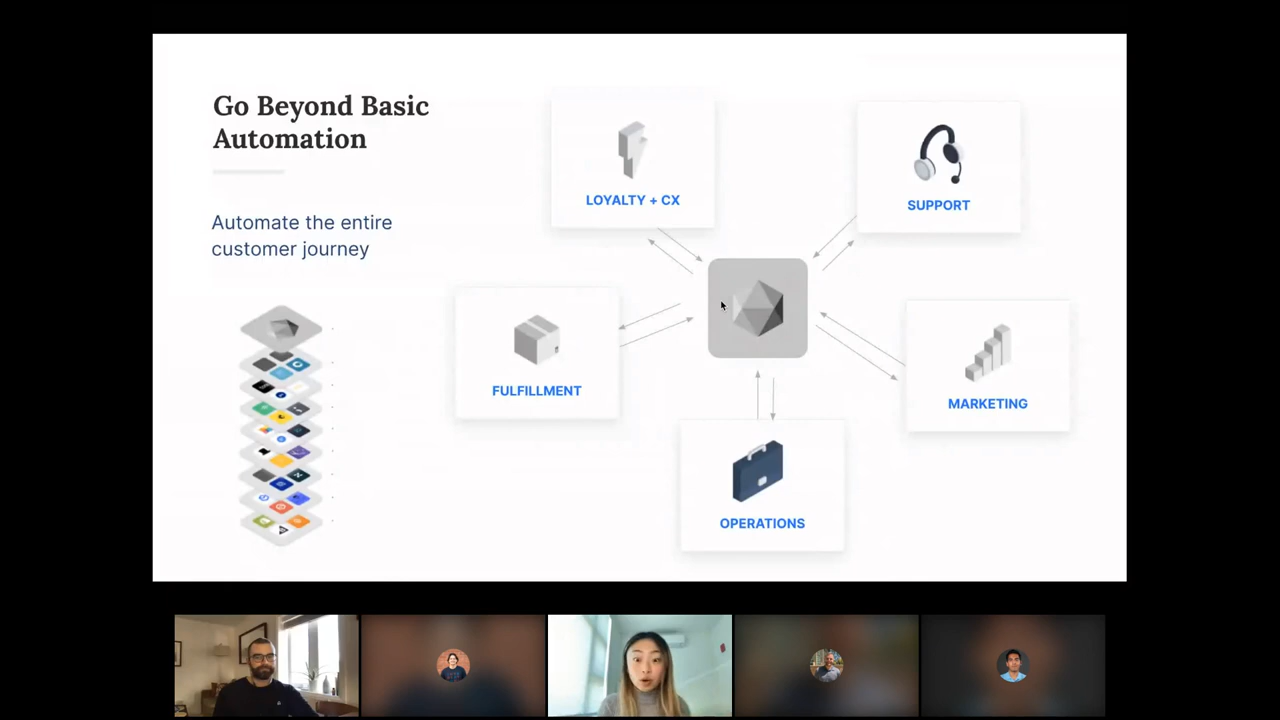 Go Beyond Basic
Automation
Automate the entire
customer journey
LOYALTY + CX
SUPPORT
FULFILLMENT
MARKETING
OPERATIONS